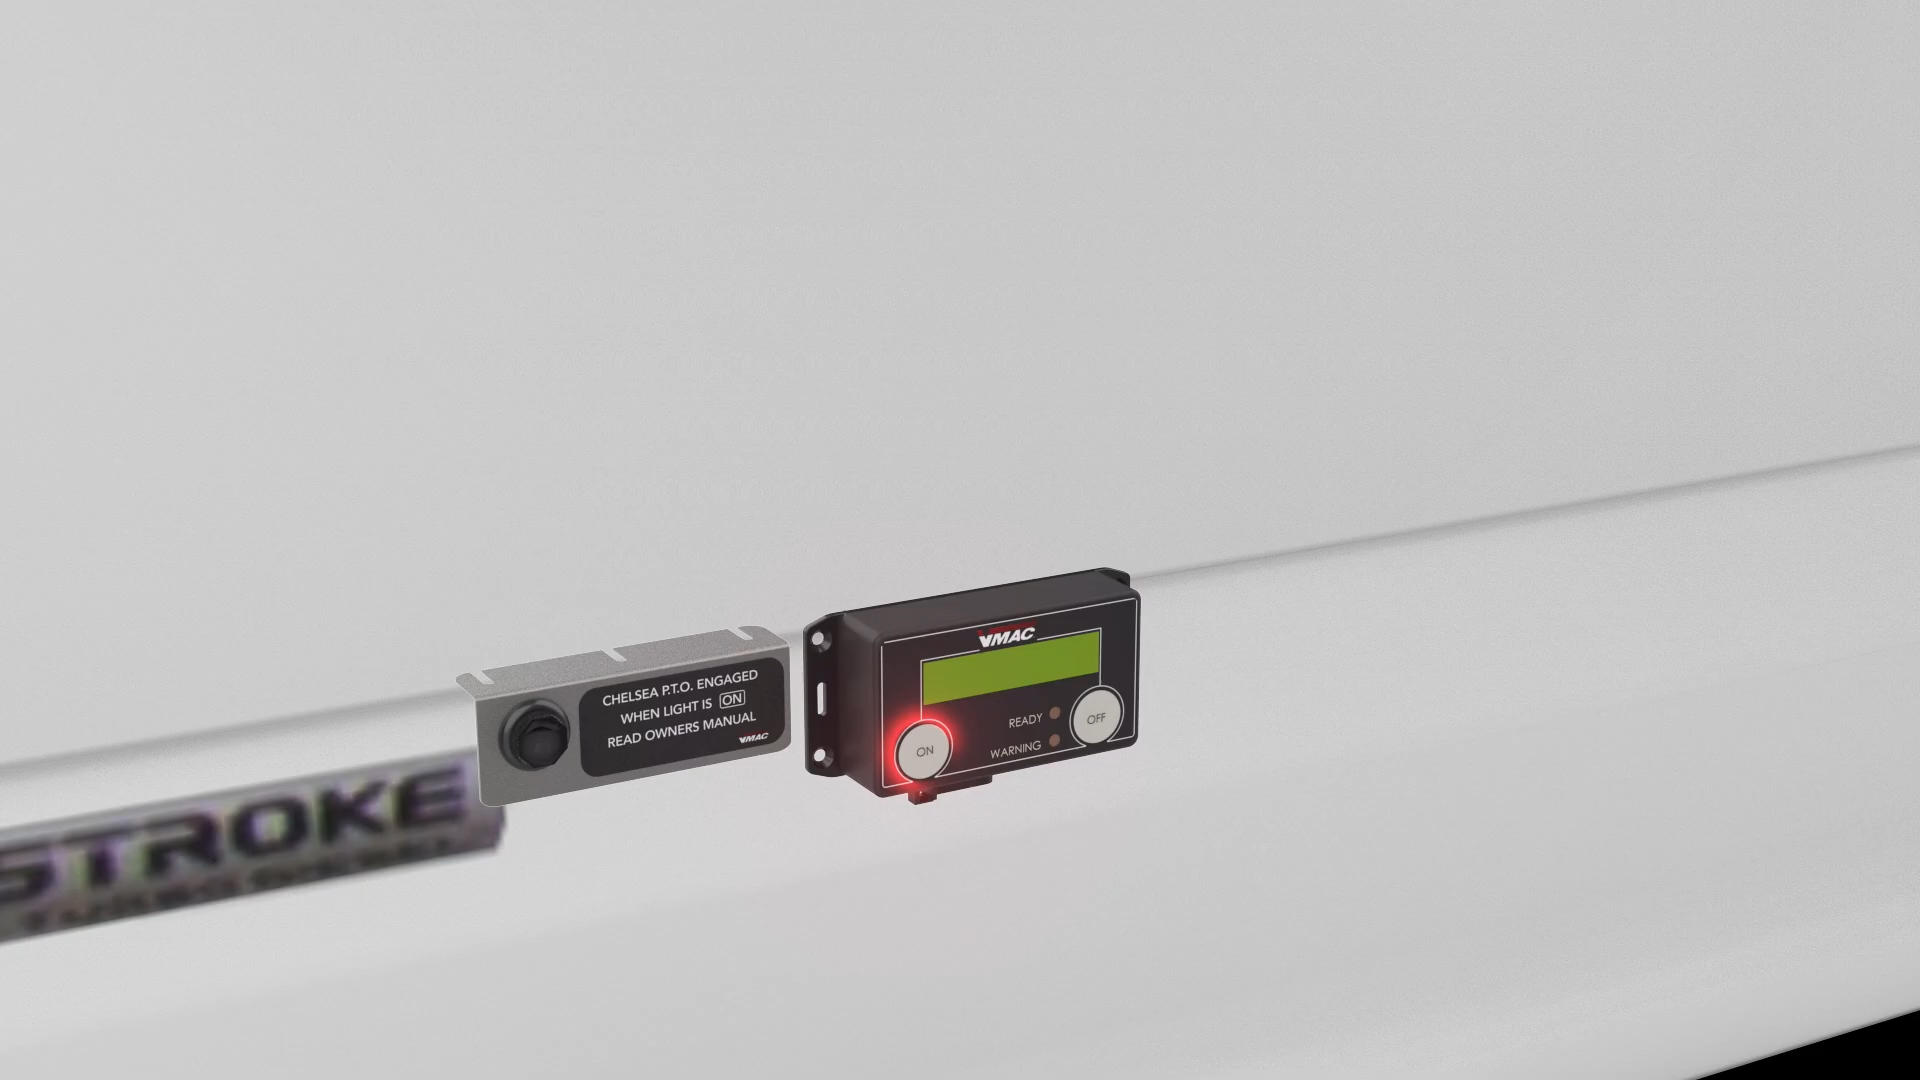 CHELSEA P.T.O. ENGAGED
WHEN LIGHT IS ON
READ OWNERS MANUAL
VMAC
VMAC
READY
WARNING
ON
OFF
STROKE